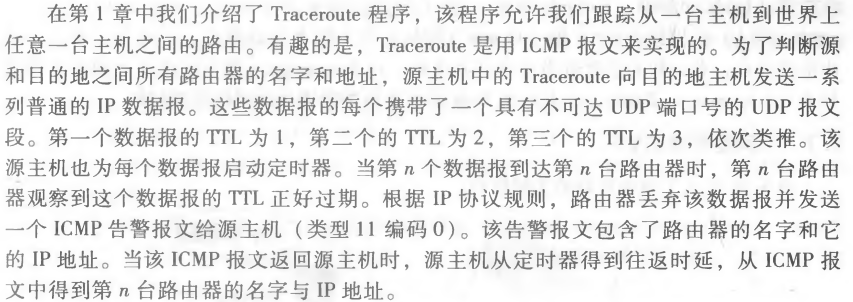 在第 1 章中我们介绍了 Traceroute 程序，该程序允许我们跟踪从一台主机到世界上
任意一台主机之间的路由。有趣的是，Traceroute 是用 ICMP 报文来实现的。为了判断源
和目的地之间所有路由器的名字和地址，源主机中的 Traceroute 向目的地主机发送一系
列普通的 IP 数据报。这些数据报的每个携带了一个具有不可达 UDP 端口号的 UDP 报文
段。第一个数据报的 TTL 为 1，第二个的 TTL 为 2，第三个的 TTL 为 3，依次类推。该
源主机也为每个数据报启动定时器。当第 n 个数据报到达第 n 台路由器时，第 n 台路由
器观察到这个数据报的 TTL 正好过期。根据 IP 协议规则，路由器丢弃该数据报并发送
一个 ICMP 告警报文给源主机（类型 11 编码 0）。该告警报文包含了路由器的名字和它
的 IP 地址。当该 ICMP 报文返回源主机时，源主机从定时器得到往返时延，从 ICMP 报
文中得到第 n 台路由器的名字与 IP 地址。